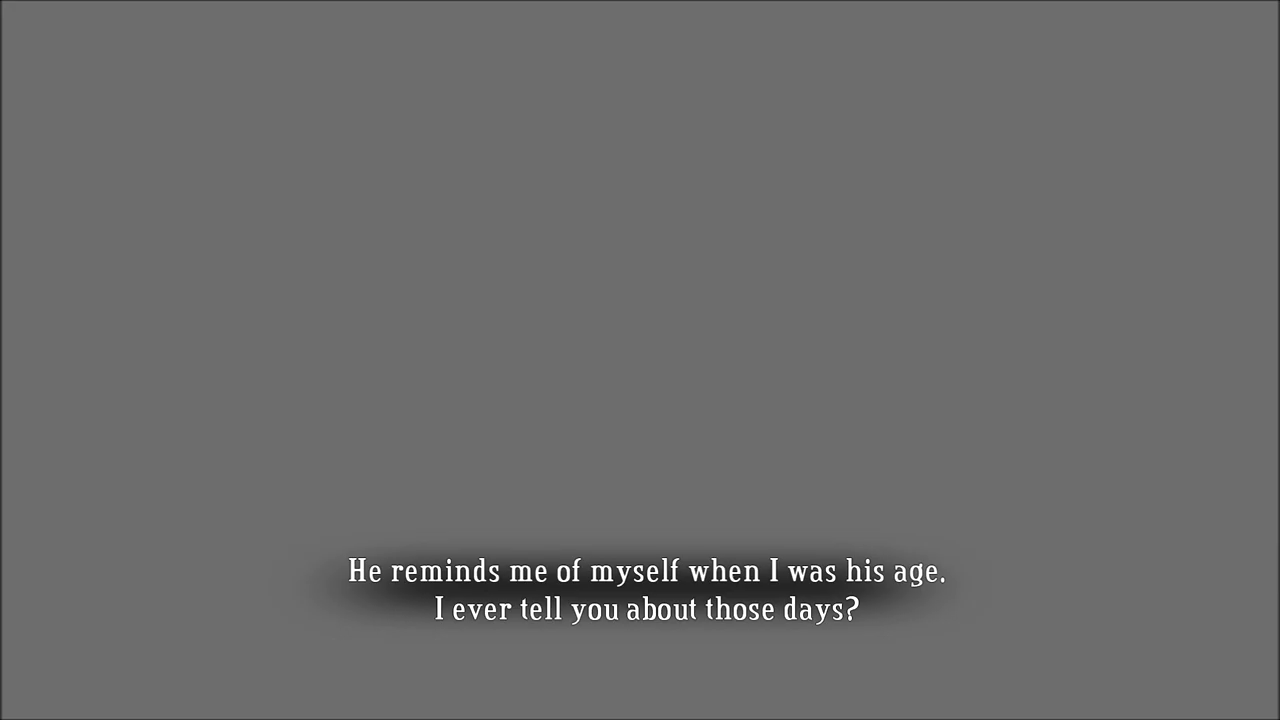 He reminds me of myself when I was his age.
I ever tell you about those days?